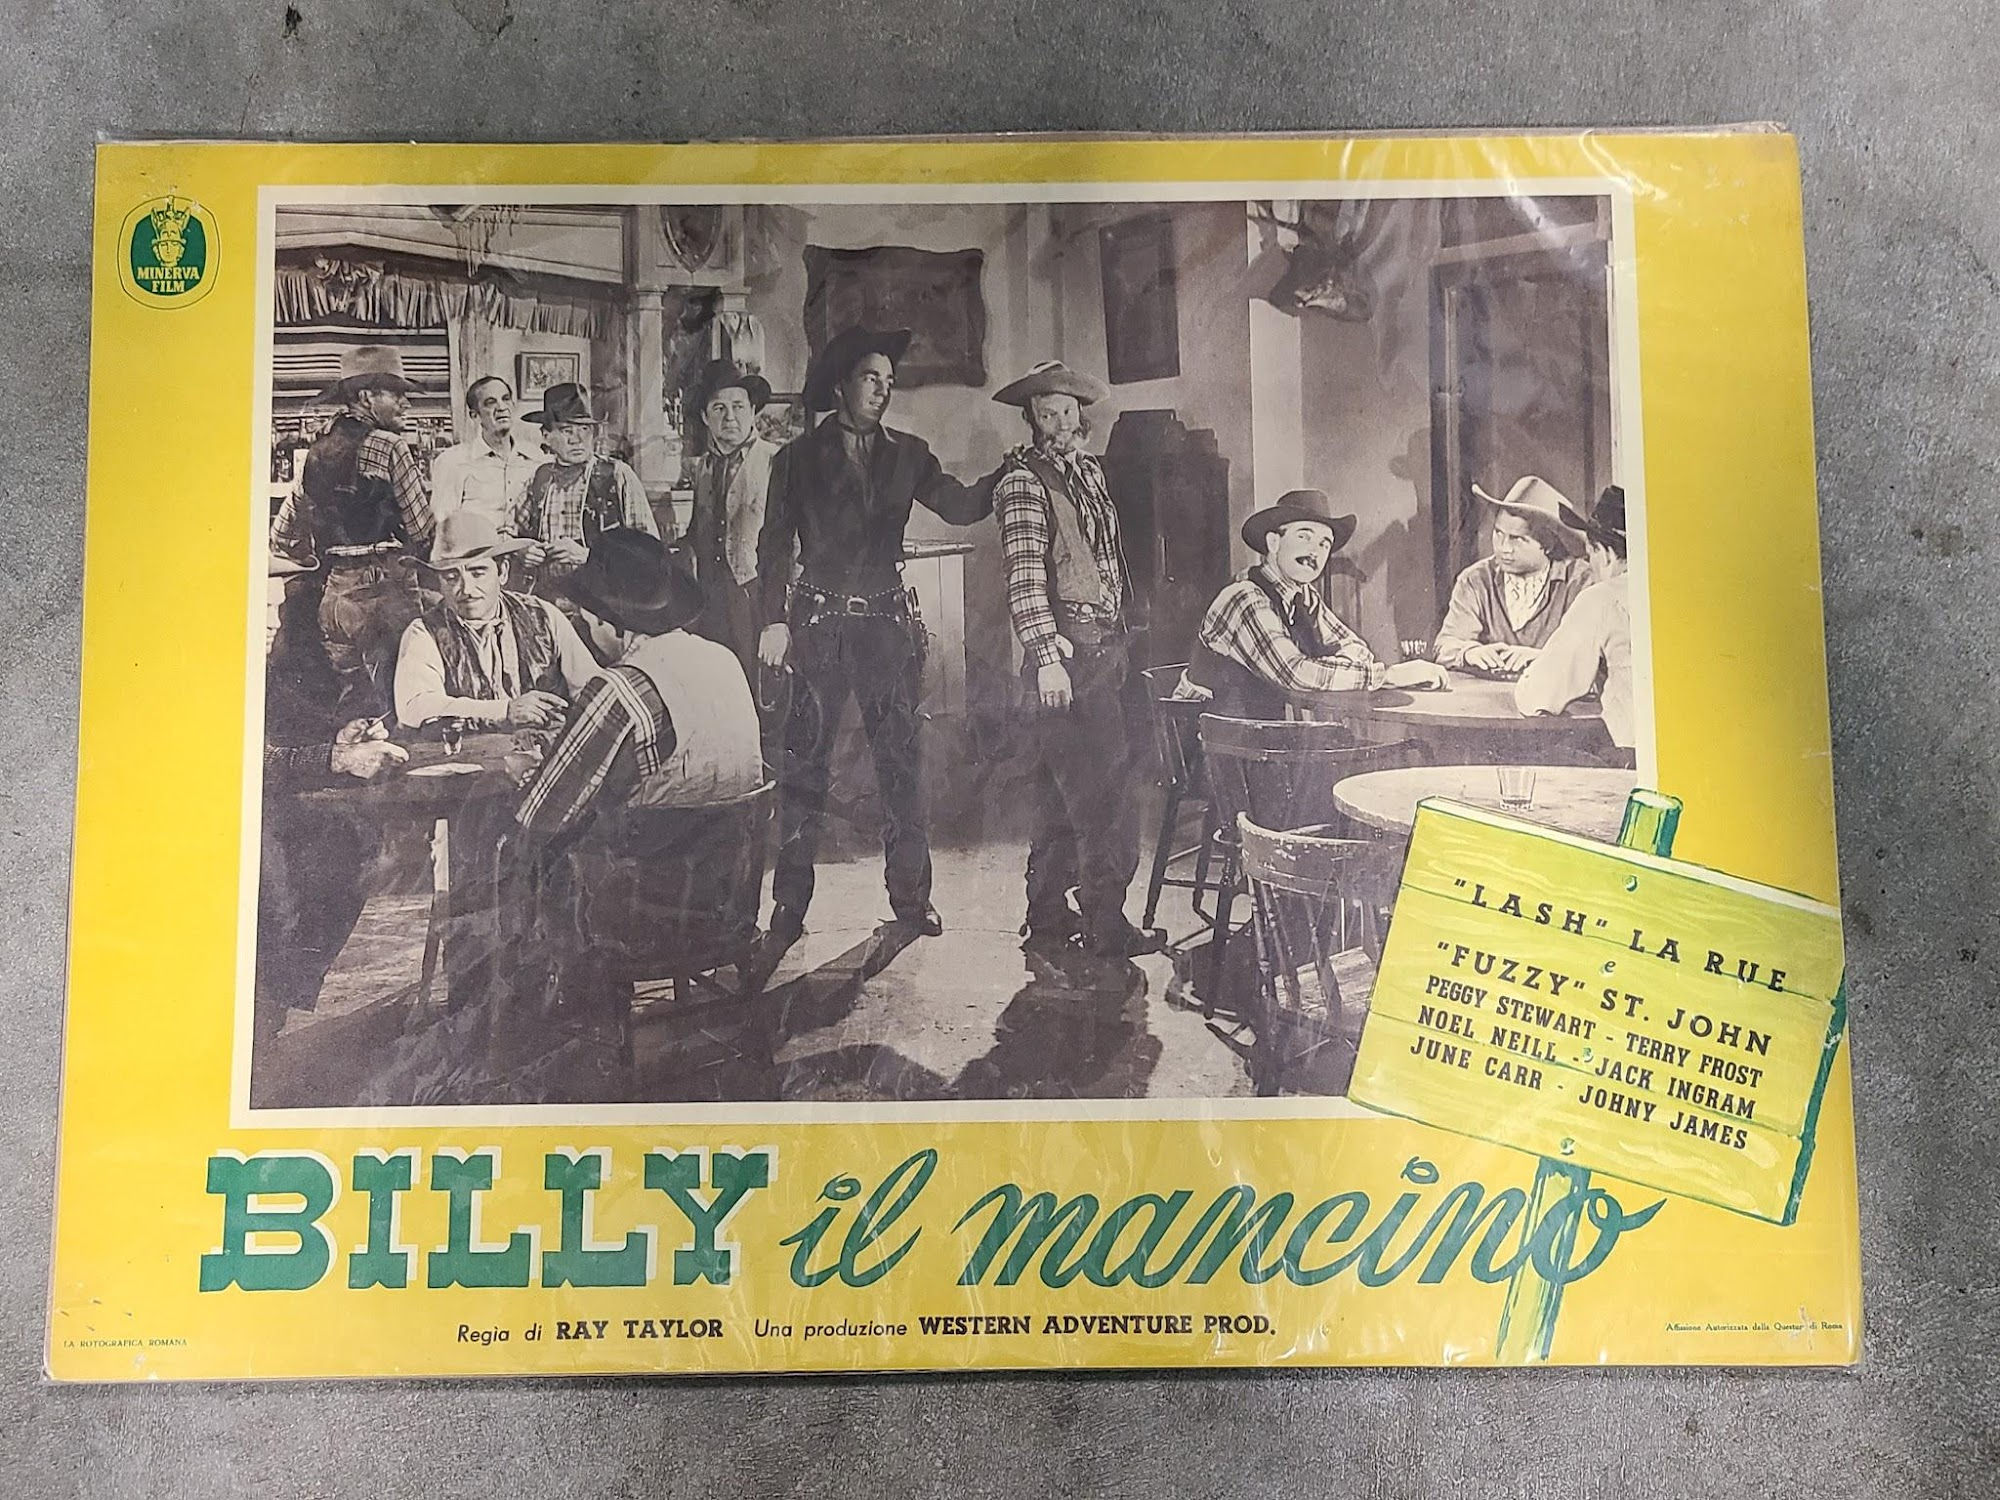 MINERVA
FILM
"LASH" LA RUE
e
"FUZZY" ST. JOHN
PEGGY STEWART - TERRY FROST
NOEL NEILL - JACK INGRAM
JUNE CARR - JOHNY JAMES
BILLY il mancino
Regia di RAY TAYLOR Una produzione WESTERN ADVENTURE PROD.
LA ROTOGRAFICA ROMANA
Affissione Autorizzata dalla Questura di Roma